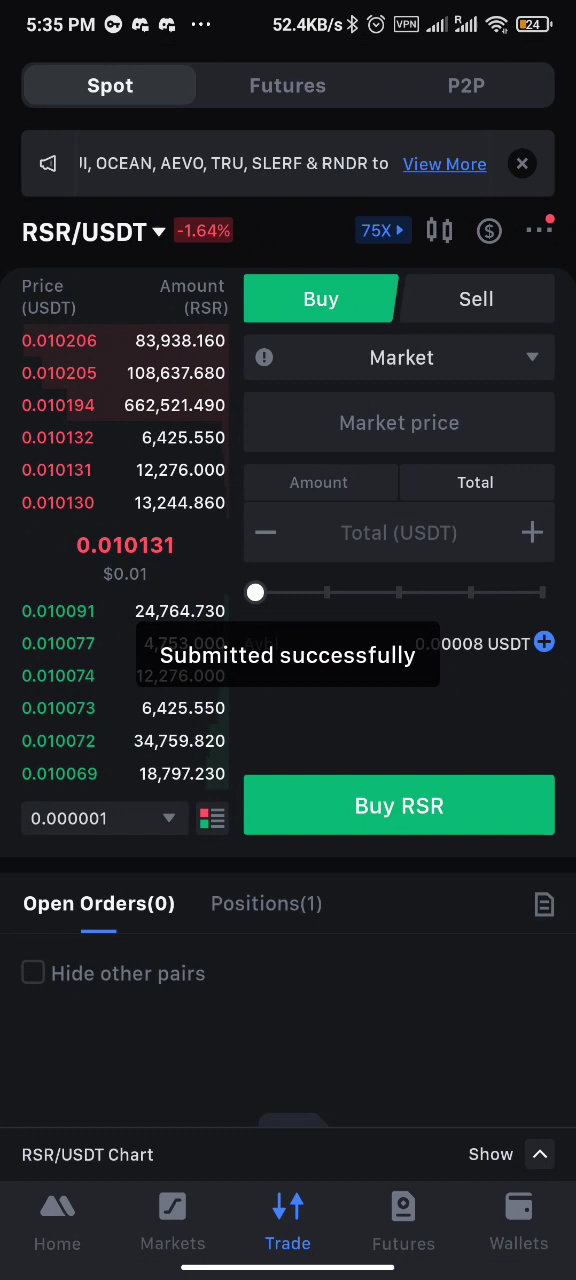 5:35 PM ••• 52.4KB/s VPN R 24
Spot Futures P2P
JI, OCEAN, AEVO, TRU, SLERF & RNDR to View More
RSR/USDT -1.64% 75X
Price Amount
(USDT) (RSR)
Buy Sell
0.010206 83,938.160
0.010205 108,637.680
0.010194 662,521.490
0.010132 6,425.550
0.010131 12,276.000
0.010130 13,244.860
Market
Market price
Amount Total
Total (USDT)
0.010131
$0.01
0.010091 24,764.730
0.010077 4,753.000
0.010074 12,276.000
0.010073 6,425.550
0.010072 34,759.820
0.010069 18,797.230
Avbl 0.00008 USDT
Submitted successfully
0.000001
Buy RSR
Open Orders(0) Positions(1)
Hide other pairs
RSR/USDT Chart Show
Home Markets Trade Futures Wallets